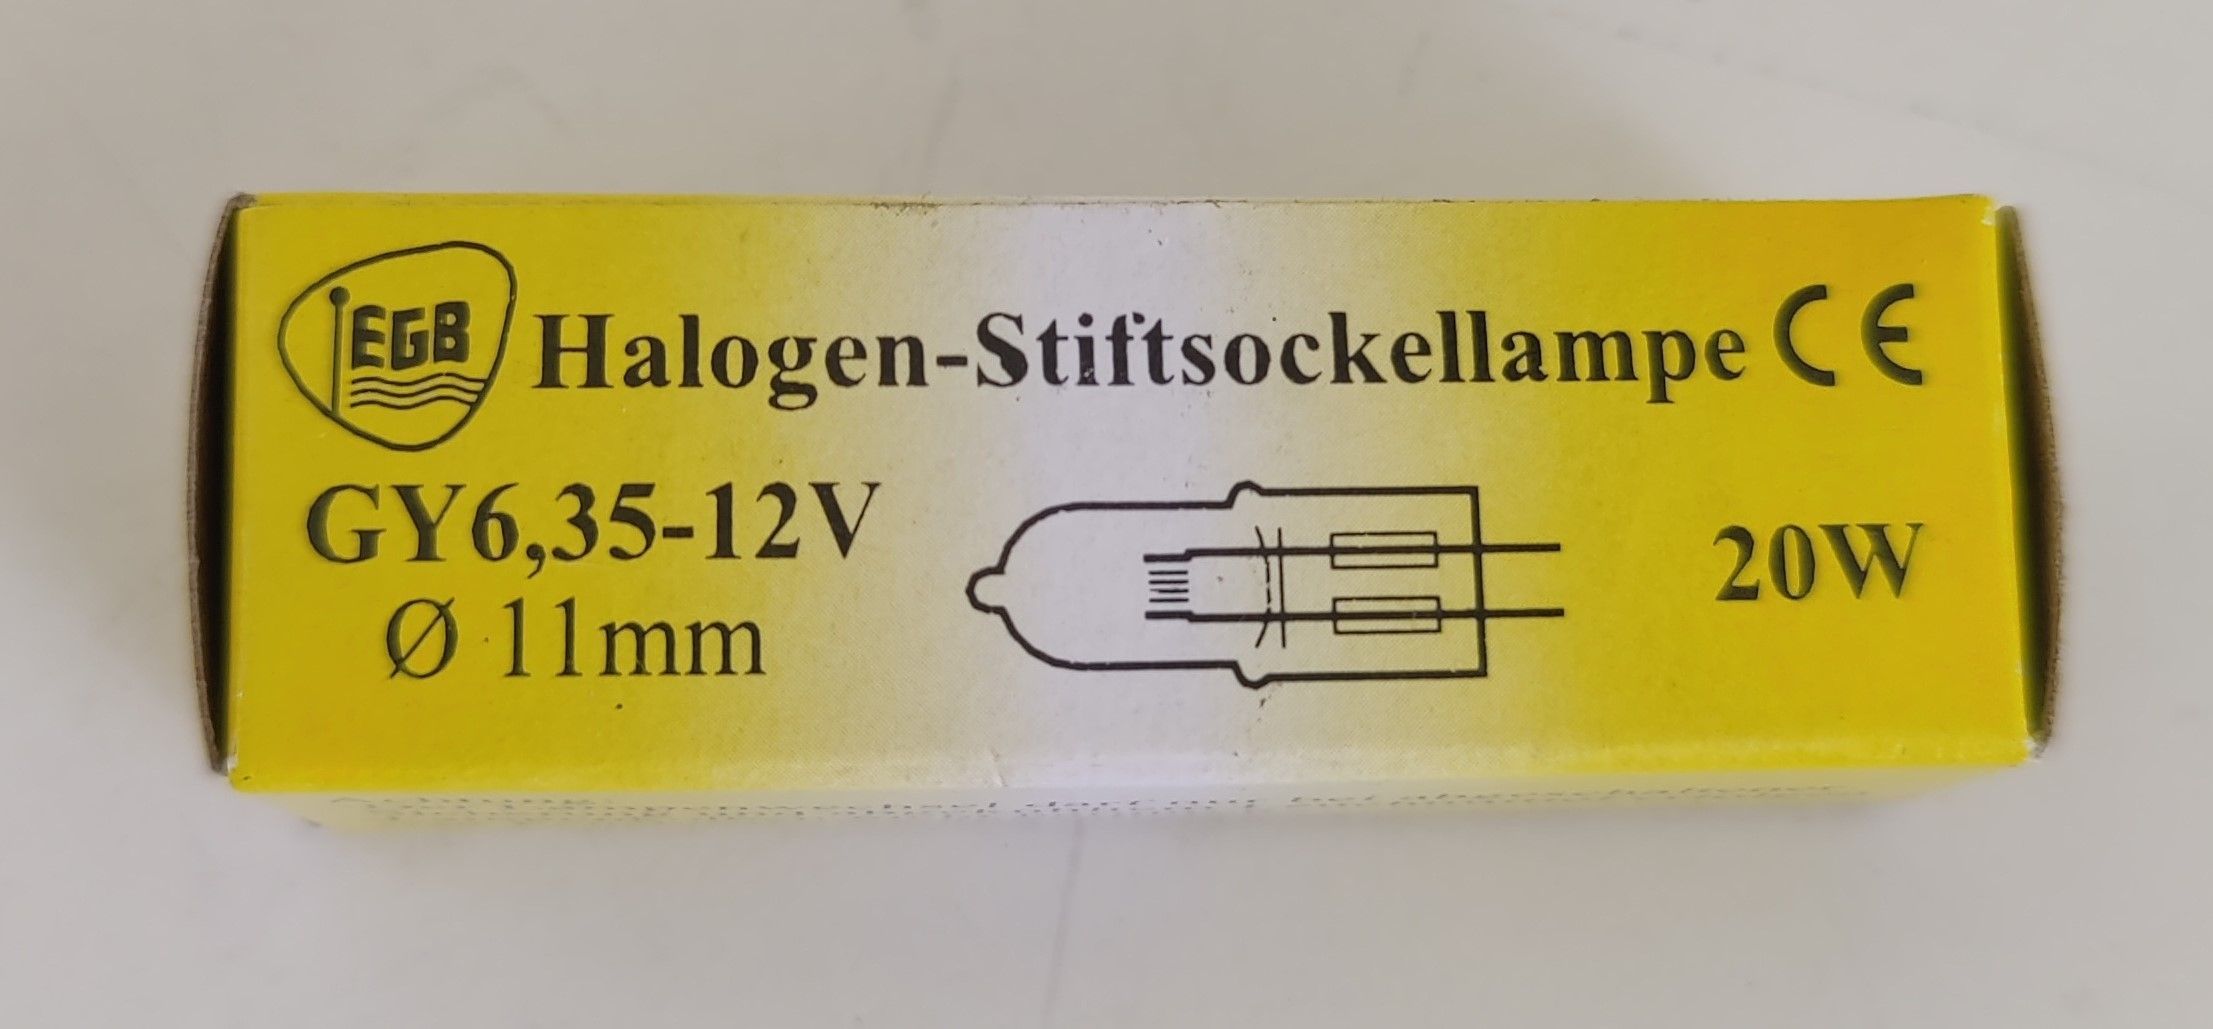 EGB
Halogen-Stiftsockellampe CE
GY6,35-12V
Ø 11mm
20W